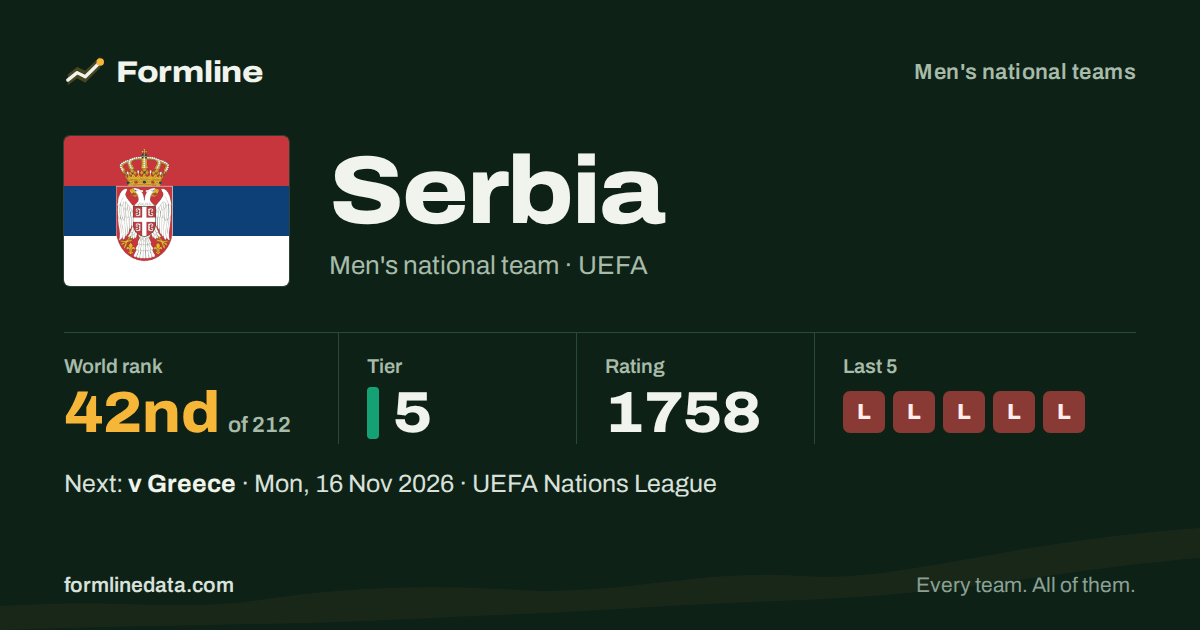 Formline
Men's national teams
Serbia
Men's national team · UEFA
World rank
42nd of 212
Tier
5
Rating
1758
Last 5
L L L L L
Next: v Greece · Mon, 16 Nov 2026 · UEFA Nations League
formlinedata.com
Every team. All of them.